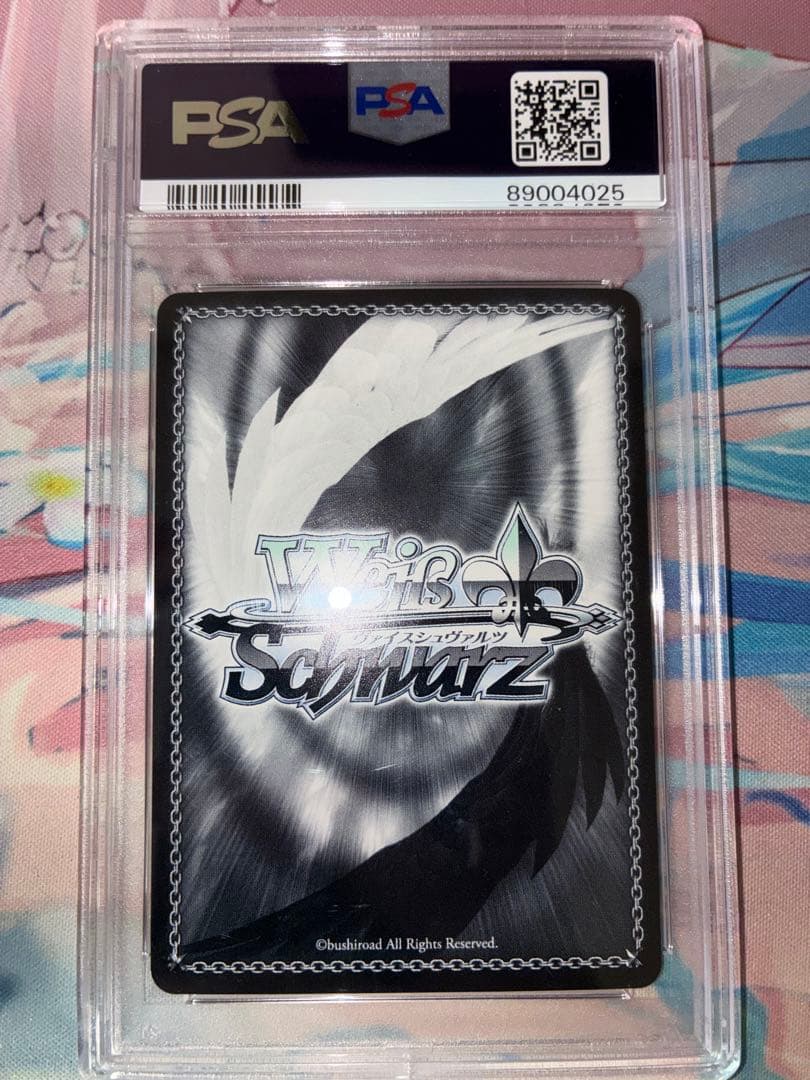 PSA PSA
89004025
Weiß
ヴァイスシュヴァルツ
Schwarz
©bushiroad All Rights Reserved.